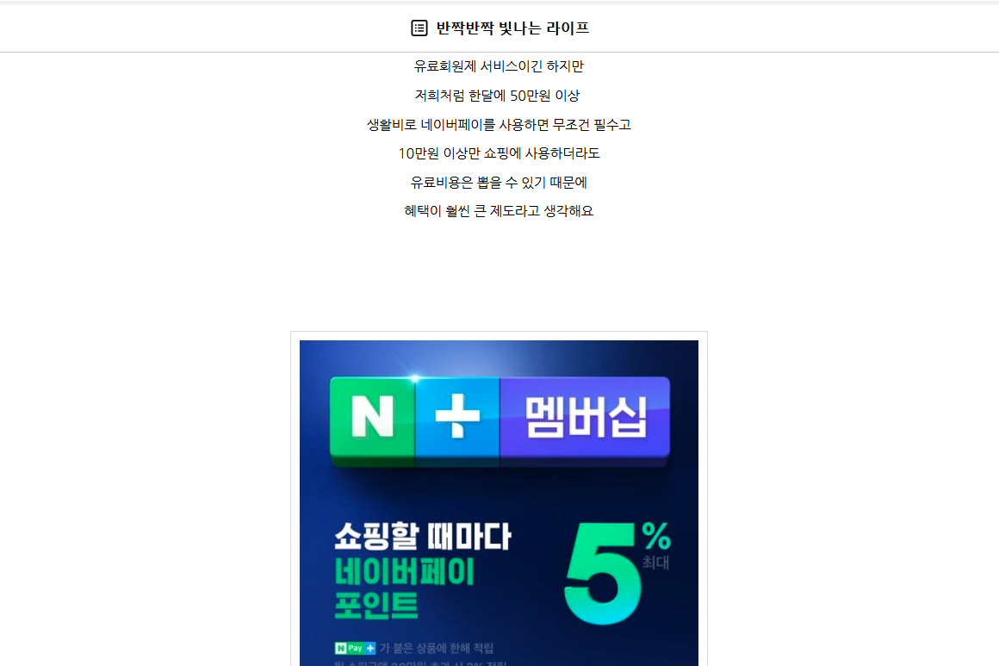 반짝반짝 빛나는 라이프
유료회원제 서비스이긴 하지만
저희처럼 한달에 50만원 이상
생활비로 네이버페이를 사용하면 무조건 필수고
10만원 이상만 쇼핑에 사용하더라도
유료비용은 뽑을 수 있기 때문에
혜택이 훨씬 큰 제도라고 생각해요
N + 멤버십
쇼핑할 때마다
네이버페이
포인트
5%
최대
N Pay + 가 붙은 상품에 한해 적립